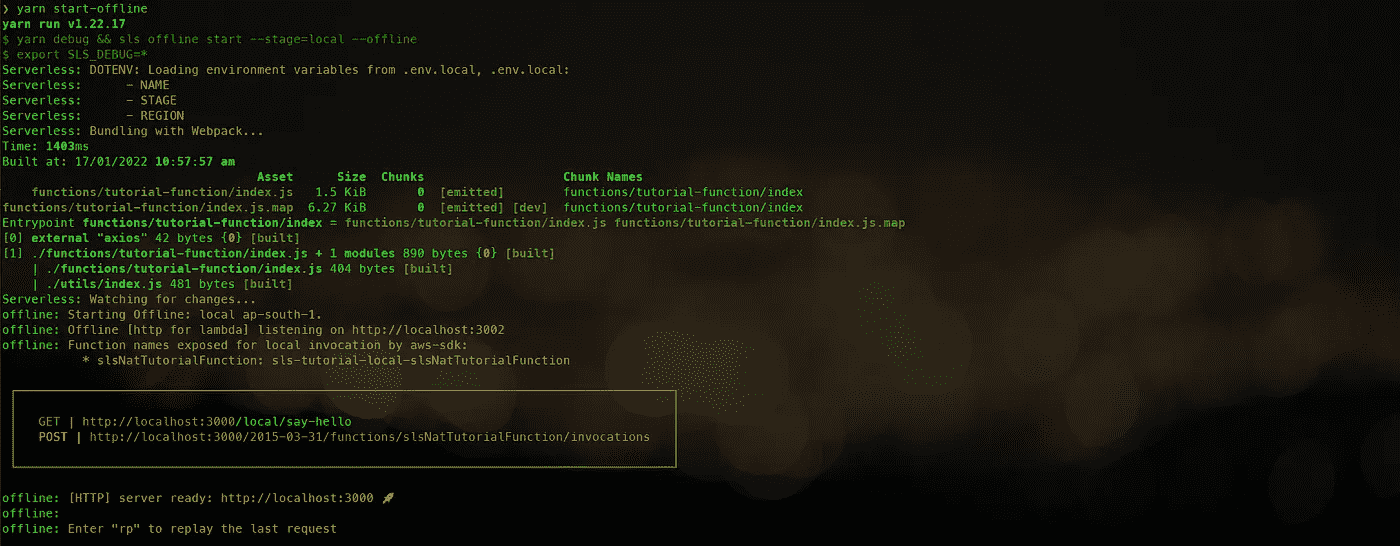 ❯ yarn start-offline
yarn run v1.22.17
$ yarn debug && sls offline start --stage=local --offline
$ export SLS_DEBUG=*
Serverless: DOTENV: Loading environment variables from .env.local, .env.local:
Serverless:      - NAME
Serverless:      - STAGE
Serverless:      - REGION
Serverless: Bundling with Webpack...
Time: 1403ms
Built at: 17/01/2022 10:57:57 am
Asset      Size  Chunks                   Chunk Names
functions/tutorial-function/index.js   1.5 KiB       0  [emitted]        functions/tutorial-function/index
functions/tutorial-function/index.js.map  6.27 KiB       0  [emitted] [dev]  functions/tutorial-function/index
Entrypoint functions/tutorial-function/index = functions/tutorial-function/index.js functions/tutorial-function/index.js.map
[0] external "axios" 42 bytes {0} [built]
[1] ./functions/tutorial-function/index.js + 1 modules 890 bytes {0} [built]
| ./functions/tutorial-function/index.js 404 bytes [built]
| ./utils/index.js 481 bytes [built]
Serverless: Watching for changes...
offline: Starting Offline: local ap-south-1.
offline: Offline [http for lambda] listening on http://localhost:3002
offline: Function names exposed for local invocation by aws-sdk:
* slsNatTutorialFunction: sls-tutorial-local-slsNatTutorialFunction
GET | http://localhost:3000/local/say-hello
POST | http://localhost:3000/2015-03-31/functions/slsNatTutorialFunction/invocations
offline: [HTTP] server ready: http://localhost:3000 🚀
offline:
offline: Enter "rp" to replay the last request